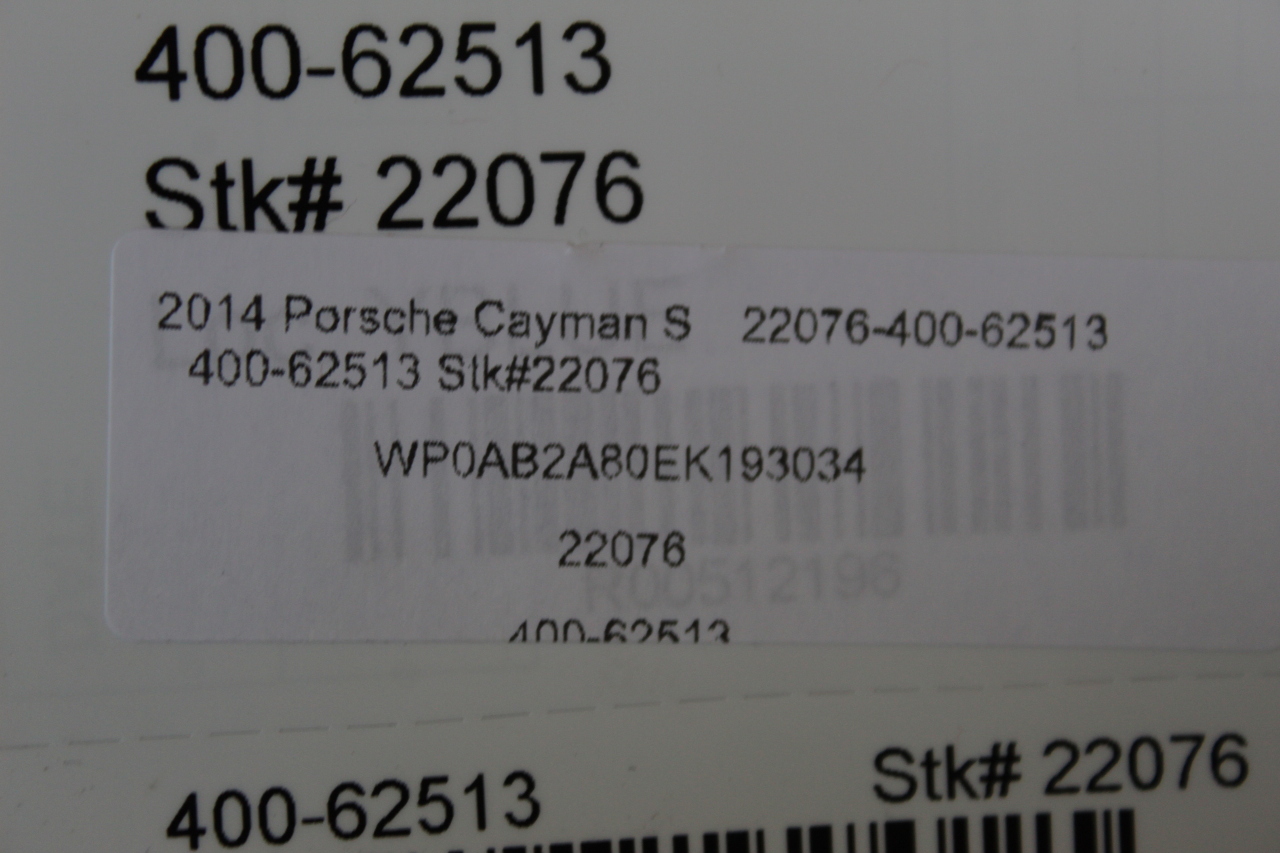 400-62513
Stk# 22076
2014 Porsche Cayman S 22076-400-62513
400-62513 Stk#22076
WP0AB2A80EK193034
22076
R00512196
400-62513
400-62513 Stk# 22076